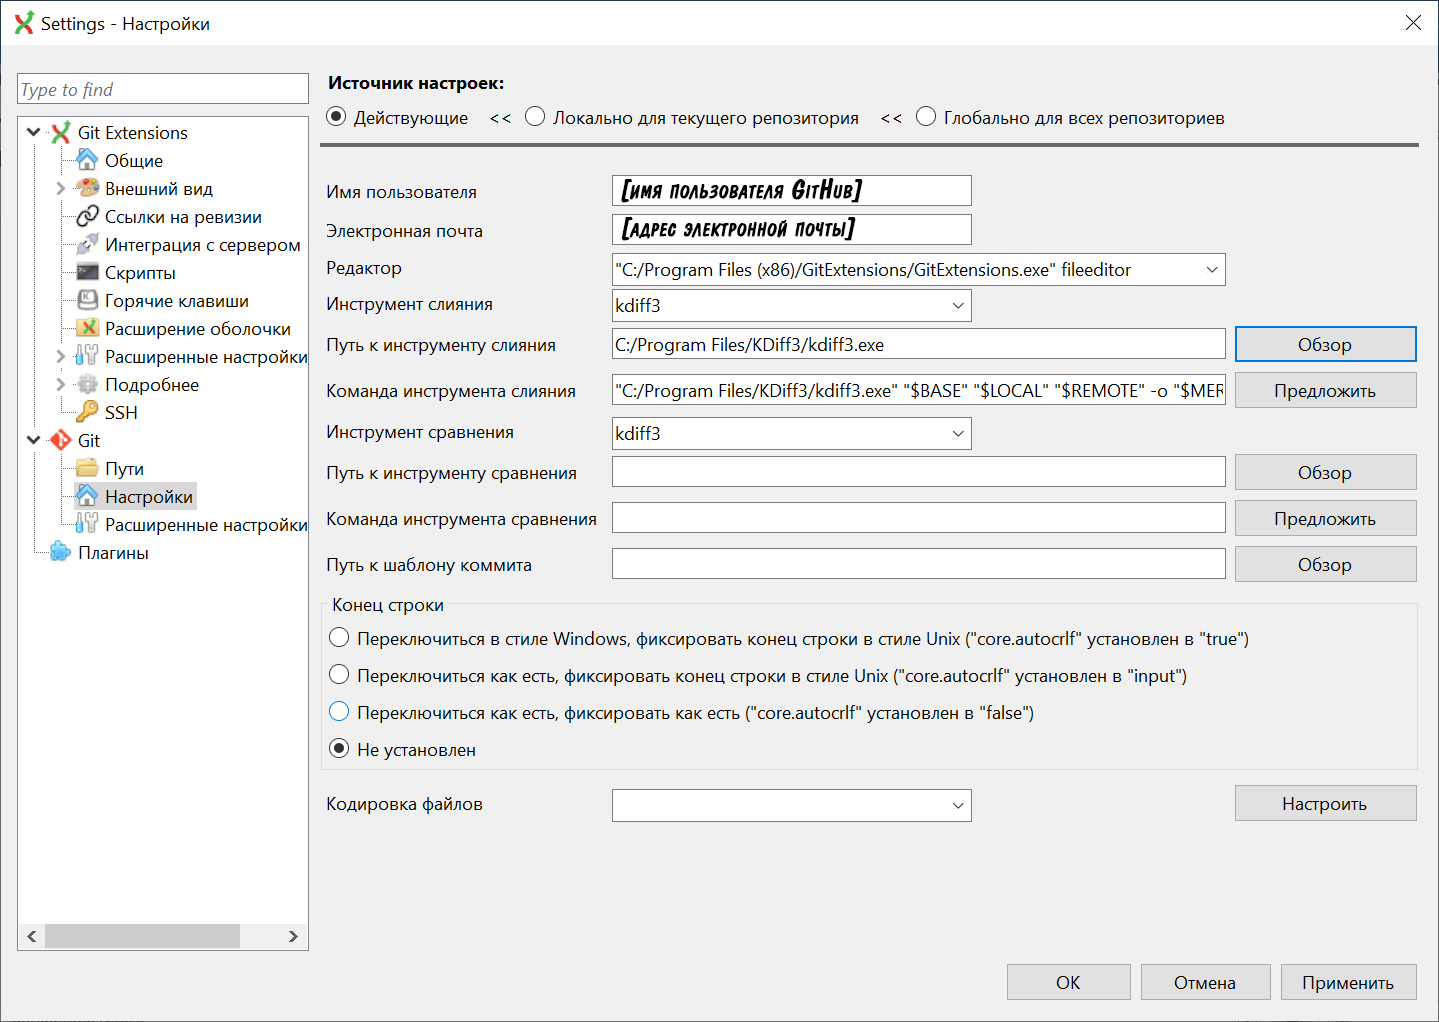 Settings - Настройки
Type to find
Git Extensions
Общие
Внешний вид
Ссылки на ревизии
Интеграция с сервером
Скрипты
Горячие клавиши
Расширение оболочки
Расширенные настройки
Подробнее
SSH
Git
Пути
Настройки
Расширенные настройки
Плагины
Источник настроек:
Действующие << Локально для текущего репозитория << Глобально для всех репозиториев
Имя пользователя [имя пользователя GitHub]
Электронная почта [адрес электронной почты]
Редактор "C:/Program Files (x86)/GitExtensions/GitExtensions.exe" fileeditor
Инструмент слияния kdiff3
Путь к инструменту слияния C:/Program Files/KDiff3/kdiff3.exe Обзор
Команда инструмента слияния "C:/Program Files/KDiff3/kdiff3.exe" "$BASE" "$LOCAL" "$REMOTE" -o "$MER Предложить
Инструмент сравнения kdiff3
Путь к инструменту сравнения Обзор
Команда инструмента сравнения Предложить
Путь к шаблону коммита Обзор
Конец строки
Переключиться в стиле Windows, фиксировать конец строки в стиле Unix ("core.autocrlf" установлен в "true")
Переключиться как есть, фиксировать конец строки в стиле Unix ("core.autocrlf" установлен в "input")
Переключиться как есть, фиксировать как есть ("core.autocrlf" установлен в "false")
Не установлен
Кодировка файлов Настроить
OK Отмена Применить